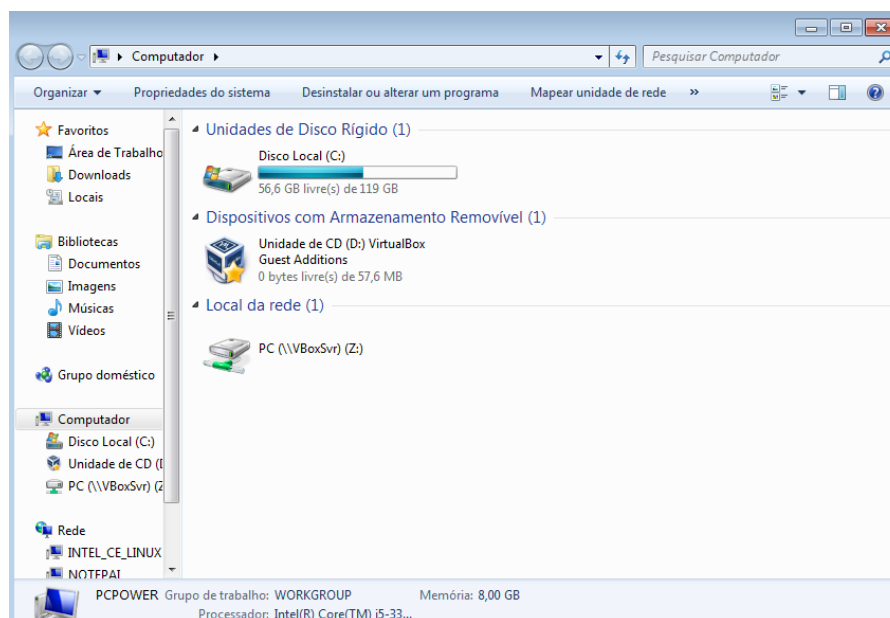 Computador
Pesquisar Computador
Organizar Propriedades do sistema Desinstalar ou alterar um programa Mapear unidade de rede »
Favoritos
Área de Trabalho
Downloads
Locais
Bibliotecas
Documentos
Imagens
Músicas
Vídeos
Grupo doméstico
Computador
Disco Local (C:)
Unidade de CD (
PC (\\VBoxSvr) (Z
Rede
INTEL_CE_LINUX
NOTEPAI
Unidades de Disco Rígido (1)
Disco Local (C:)
56,6 GB livre(s) de 119 GB
Dispositivos com Armazenamento Removível (1)
Unidade de CD (D:) VirtualBox
Guest Additions
0 bytes livre(s) de 57,6 MB
Local da rede (1)
PC (\\VBoxSvr) (Z:)
PCPOWER Grupo de trabalho: WORKGROUP Memória: 8,00 GB
Processador: Intel(R) Core(TM) i5-33...